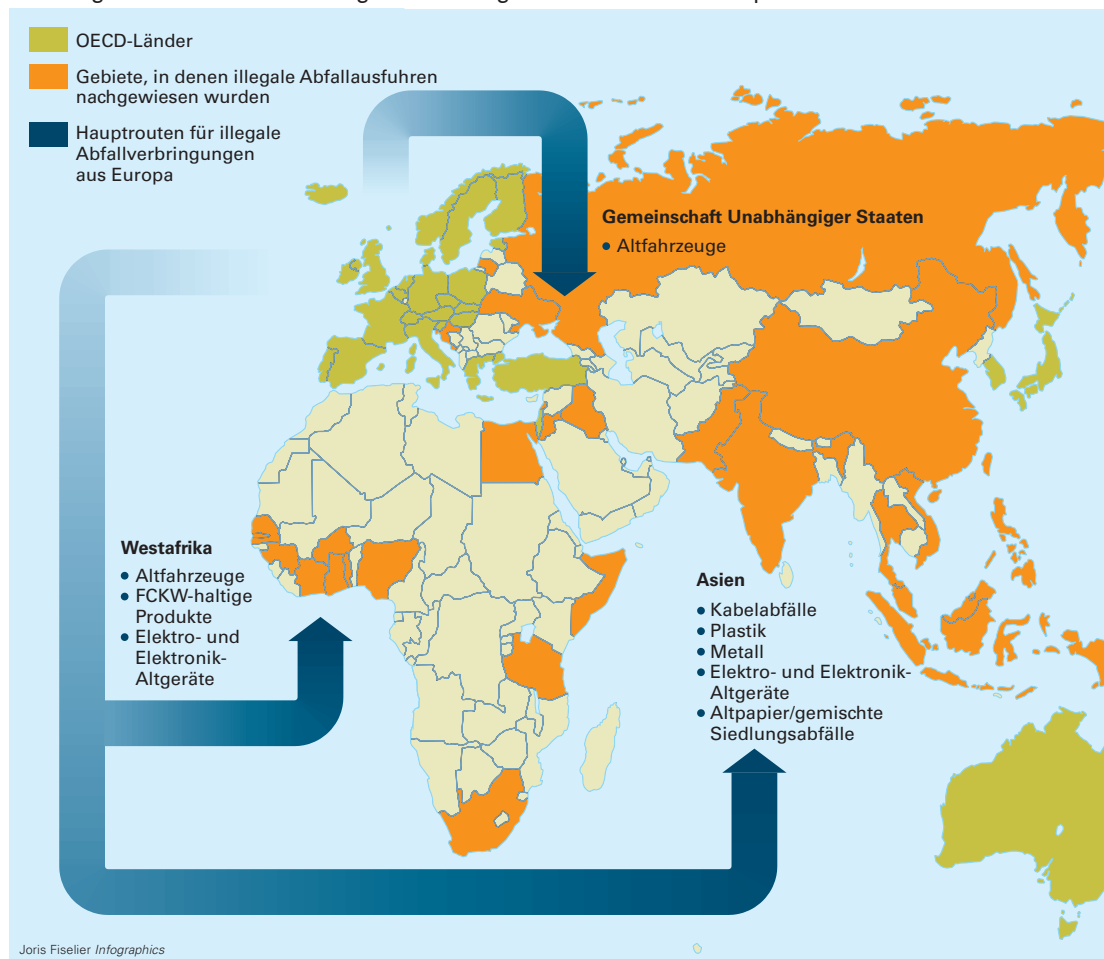 OECD-Länder
Gebiete, in denen illegale Abfallausfuhren
nachgewiesen wurden
Hauptrouten für illegale
Abfallverbringungen
aus Europa
Gemeinschaft Unabhängiger Staaten
• Altfahrzeuge
Westafrika
• Altfahrzeuge
• FCKW-haltige
Produkte
• Elektro- und
Elektronik-
Altgeräte
Asien
• Kabelabfälle
• Plastik
• Metall
• Elektro- und Elektronik-
Altgeräte
• Altpapier/gemischte
Siedlungsabfälle
Joris Fiselier Infographics